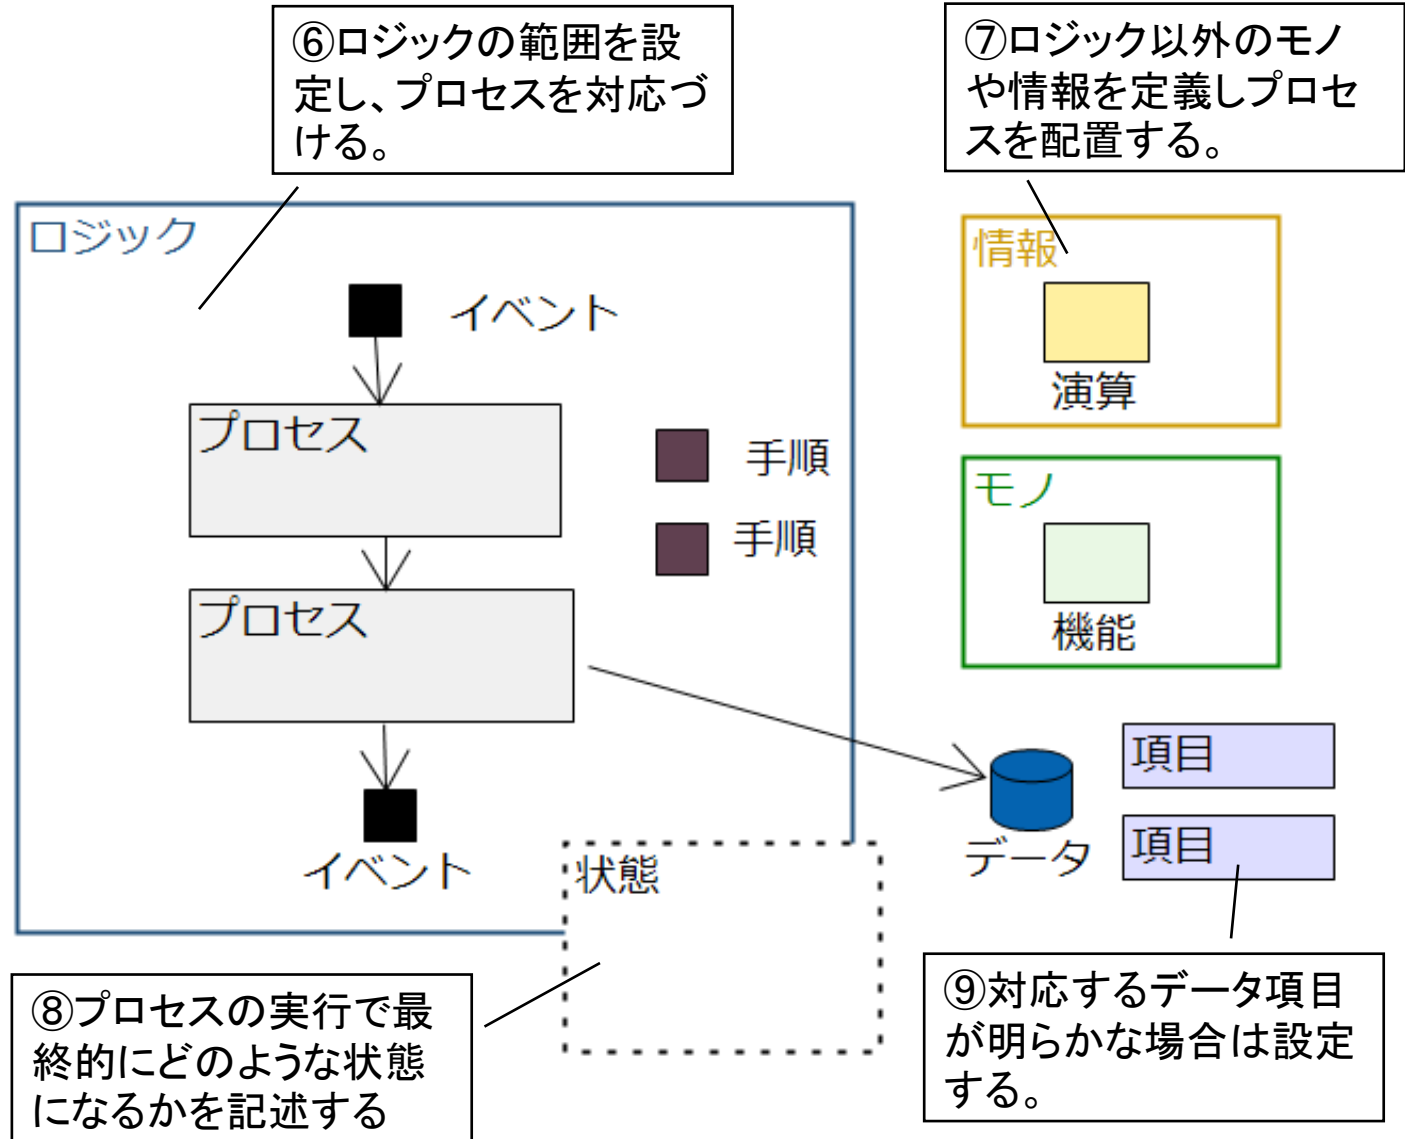 ⑥ロジックの範囲を設
定し、プロセスを対応づ
ける。
⑦ロジック以外のモノ
や情報を定義しプロセ
スを配置する。
ロジック
イベント
プロセス
手順
手順
プロセス
イベント
状態
情報
演算
モノ
機能
データ
項目
項目
⑧プロセスの実行で最
終的にどのような状態
になるかを記述する
⑨対応するデータ項目
が明らかな場合は設定
する。